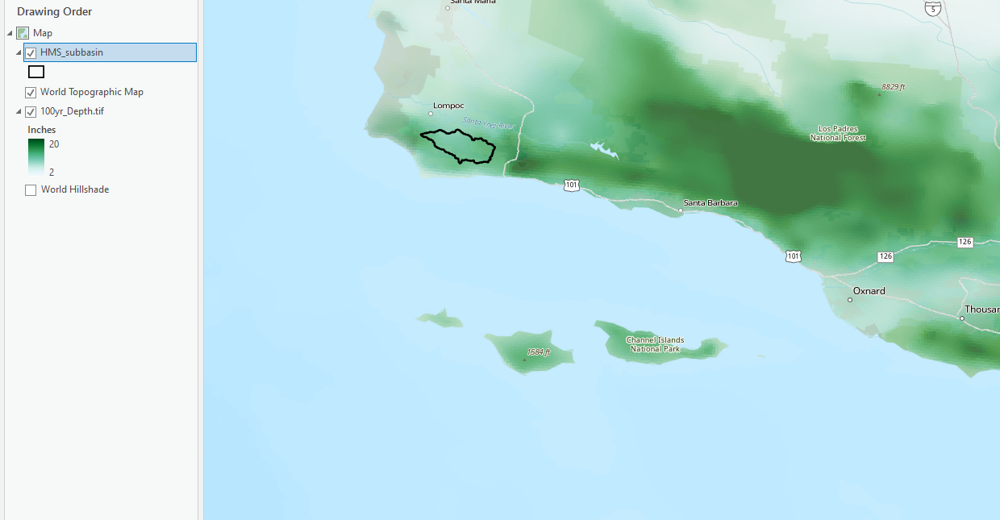 Drawing Order
Map
HMS_subbasin
World Topographic Map
100yr_Depth.tif
Inches
20
2
World Hillshade
Santa Maria
5
8829 ft
Lompoc
Santa Ynez River
Los Padres
National Forest
101
Santa Barbara
126
101
126
Oxnard
Thousan
Channel Islands
National Park
1584 ft